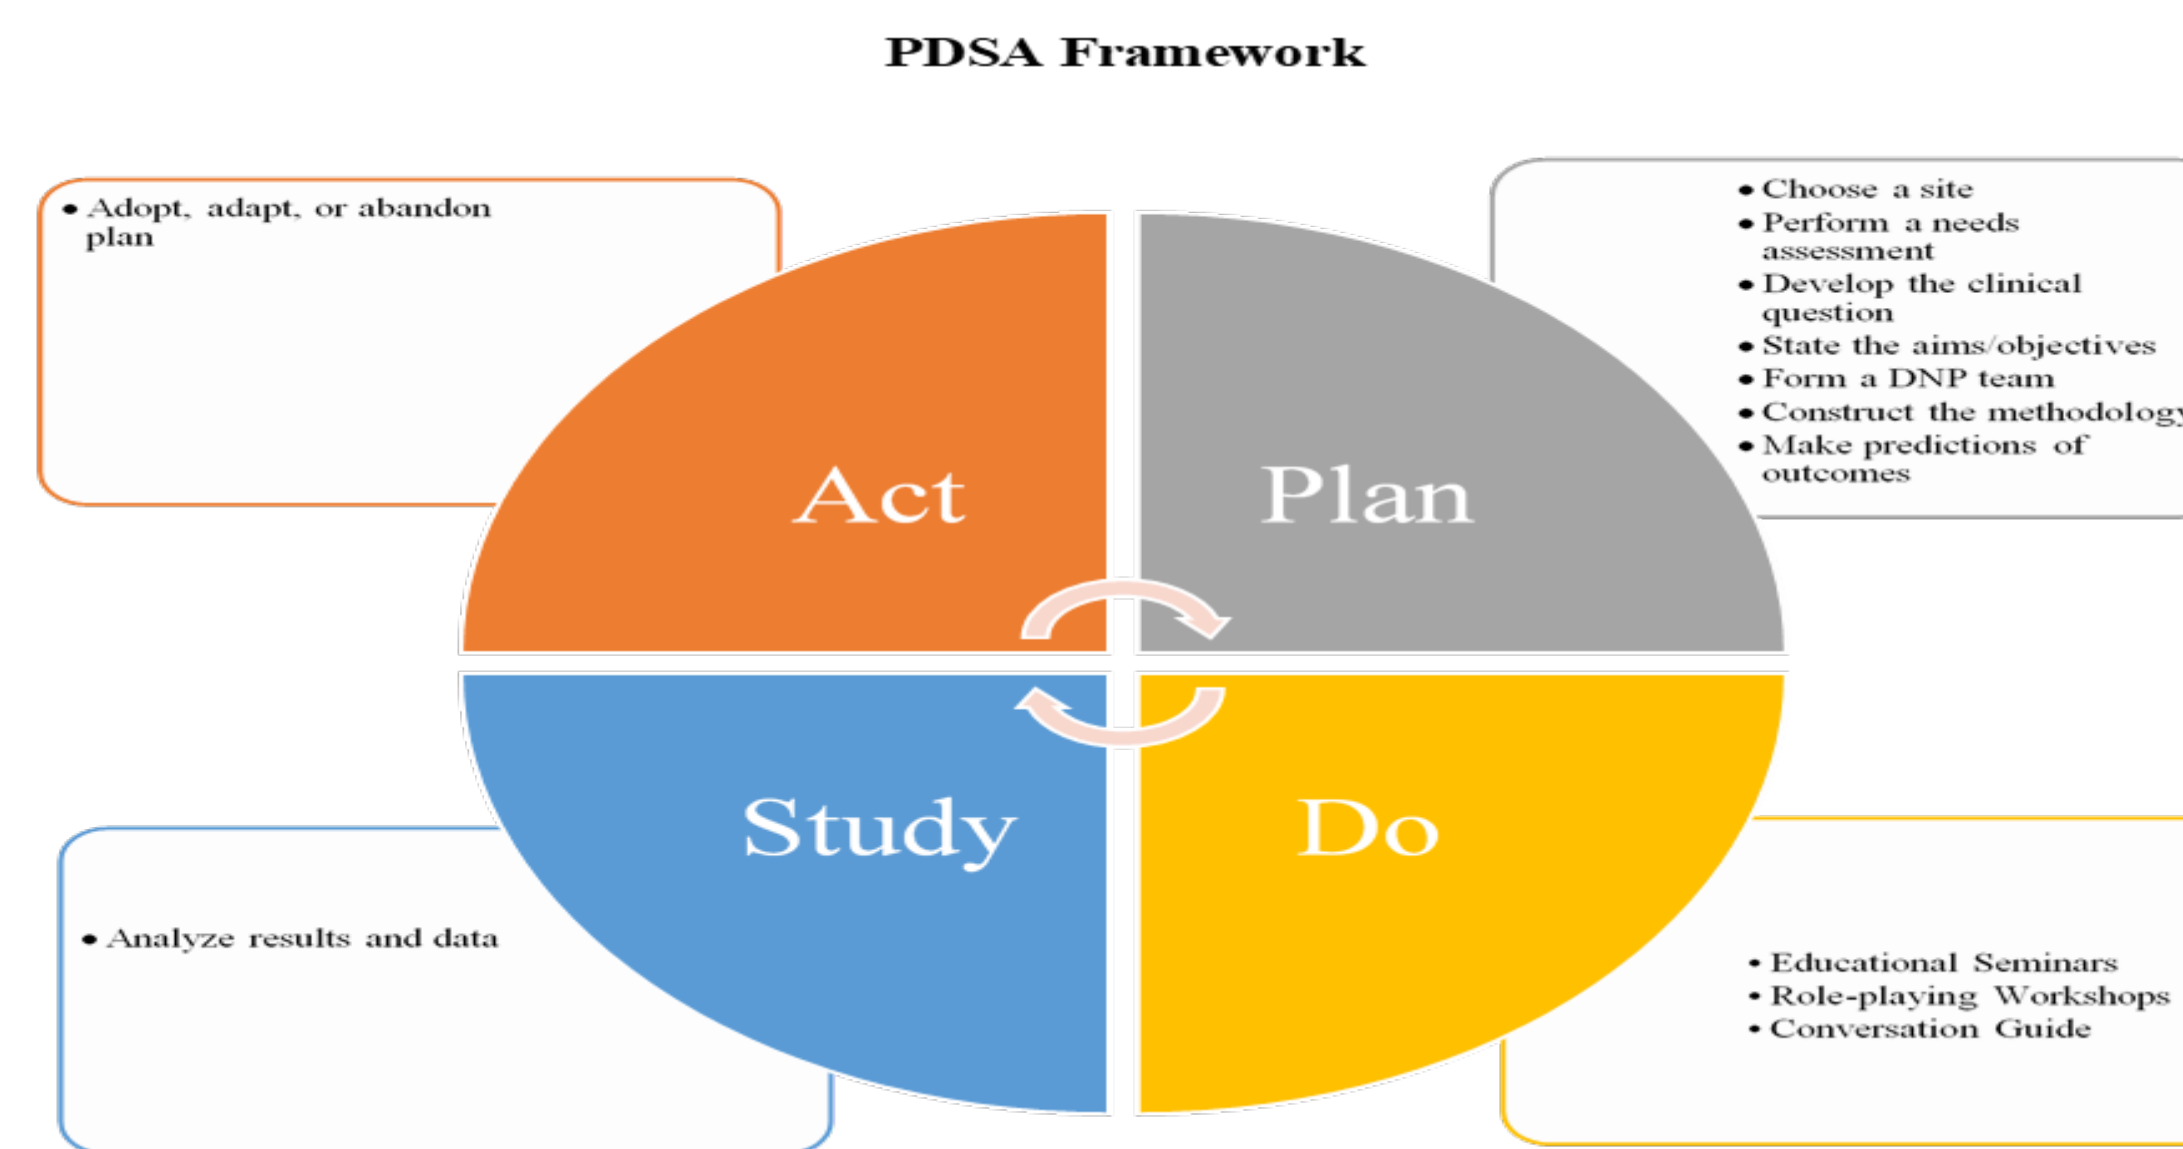 PDSA Framework
• Adopt, adapt, or abandon
plan
• Choose a site
• Perform a needs
assessment
• Develop the clinical
question
• State the aims/objectives
• Form a DNP team
• Construct the methodology
• Make predictions of
outcomes
Act
Plan
Study
Do
• Analyze results and data
• Educational Seminars
• Role-playing Workshops
• Conversation Guide